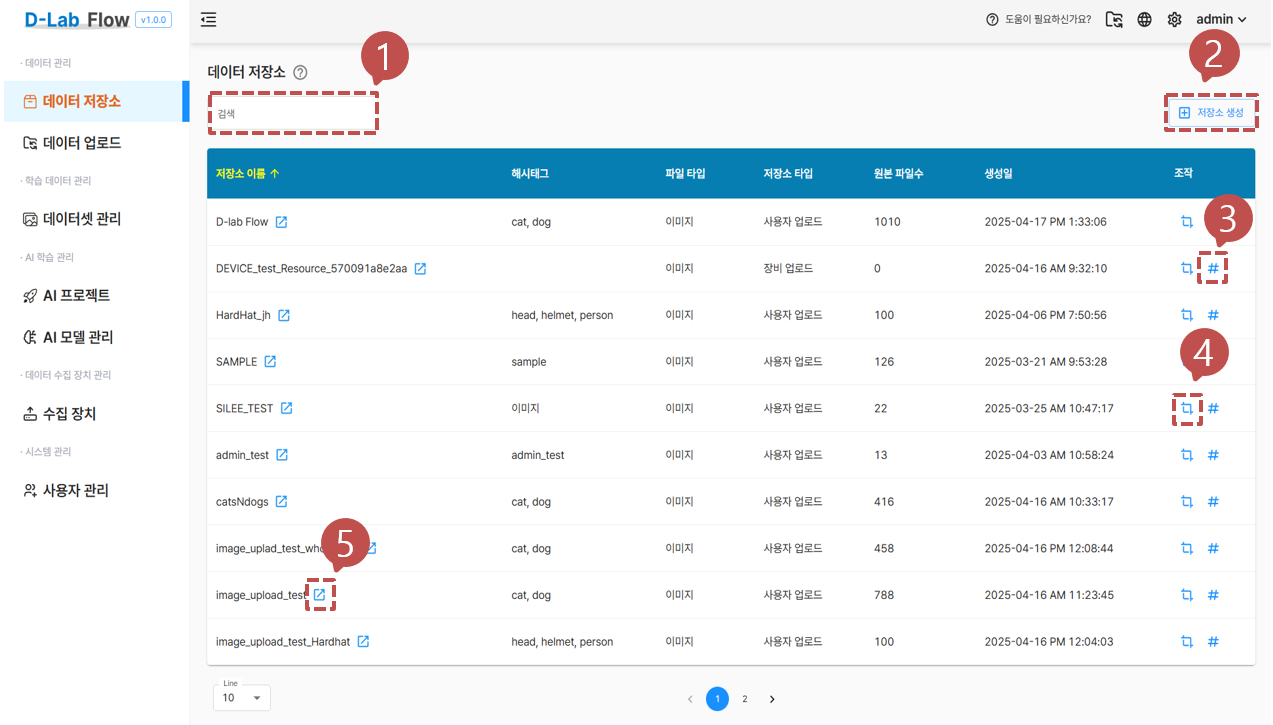 D-Lab Flow v1.0.0
도움이 필요하신가요? admin
· 데이터 관리
데이터 저장소
데이터 업로드
· 학습 데이터 관리
데이터셋 관리
· AI 학습 관리
AI 프로젝트
AI 모델 관리
· 데이터 수집 장치 관리
수집 장치
· 시스템 관리
사용자 관리
데이터 저장소
1
2
검색
저장소 생성
저장소 이름 해시태그 파일 타입 저장소 타입 원본 파일수 생성일 조작
D-lab Flow cat, dog 이미지 사용자 업로드 1010 2025-04-17 PM 1:33:06
3
DEVICE_test_Resource_570091a8e2aa 이미지 장비 업로드 0 2025-04-16 AM 9:32:10 #
HardHat_jh head, helmet, person 이미지 사용자 업로드 100 2025-04-06 PM 7:50:56 #
4
SAMPLE sample 이미지 사용자 업로드 126 2025-03-21 AM 9:53:28
SILEE_TEST 이미지 이미지 사용자 업로드 22 2025-03-25 AM 10:47:17 #
admin_test admin_test 이미지 사용자 업로드 13 2025-04-03 AM 10:58:24 #
catsNdogs cat, dog 이미지 사용자 업로드 416 2025-04-16 AM 10:33:17 #
5
cat, dog 이미지 사용자 업로드 458 2025-04-16 PM 12:08:44 #
image_upload_test cat, dog 이미지 사용자 업로드 788 2025-04-16 AM 11:23:45 #
image_upload_test_Hardhat head, helmet, person 이미지 사용자 업로드 100 2025-04-16 PM 12:04:03 #
Line
10
1 2